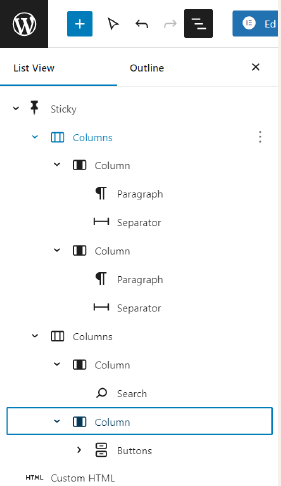 Ed
List View Outline
Sticky
Columns
Column
Paragraph
Separator
Column
Paragraph
Separator
Columns
Column
Search
Column
Buttons
HTML Custom HTML